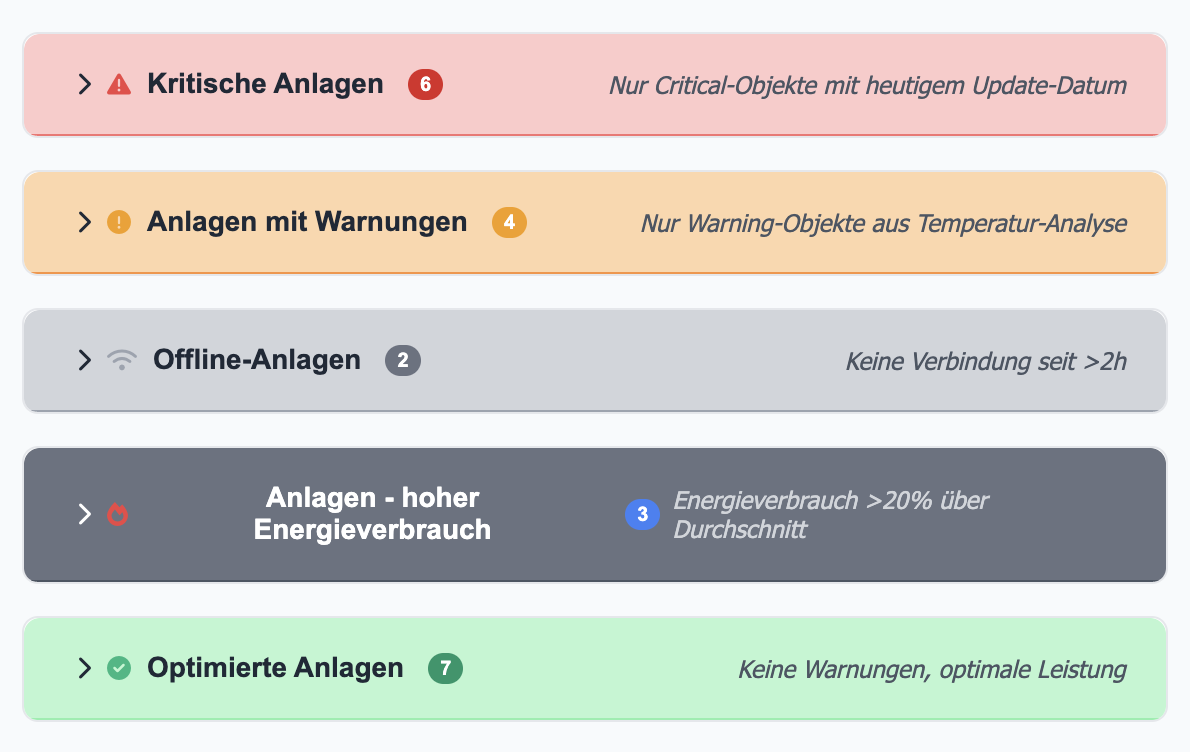 Kritische Anlagen 6 Nur Critical-Objekte mit heutigem Update-Datum
Anlagen mit Warnungen 4 Nur Warning-Objekte aus Temperatur-Analyse
Offline-Anlagen 2 Keine Verbindung seit >2h
Anlagen - hoher
Energieverbrauch
3
Energieverbrauch >20% über
Durchschnitt
Optimierte Anlagen 7 Keine Warnungen, optimale Leistung